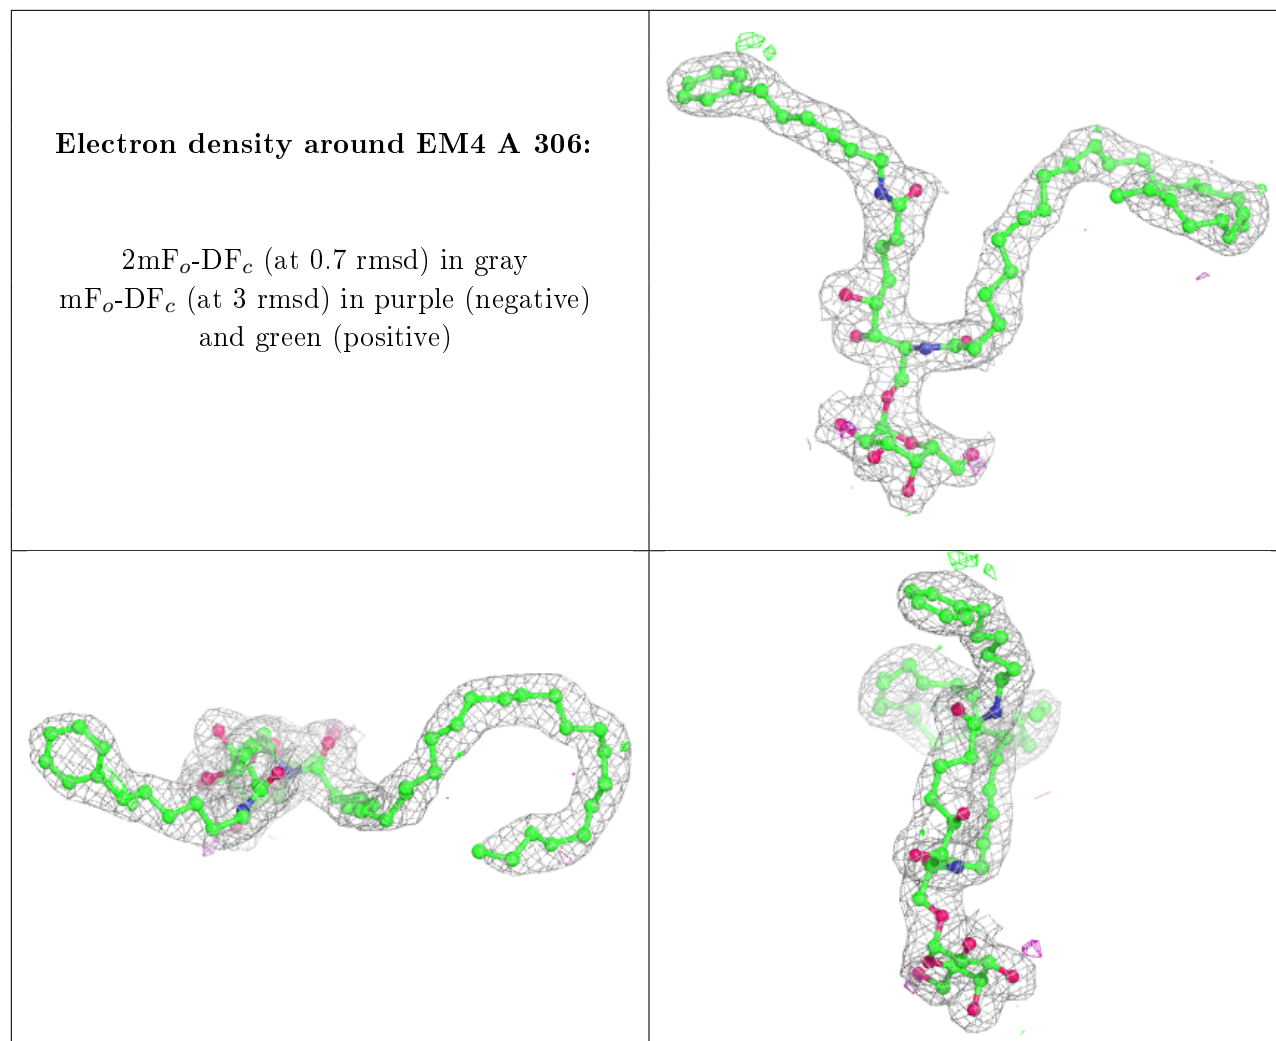 Electron density around EM4 A 306:
2mFₒ-DF𝒸 (at 0.7 rmsd) in gray
mFₒ-DF𝒸 (at 3 rmsd) in purple (negative)
and green (positive)